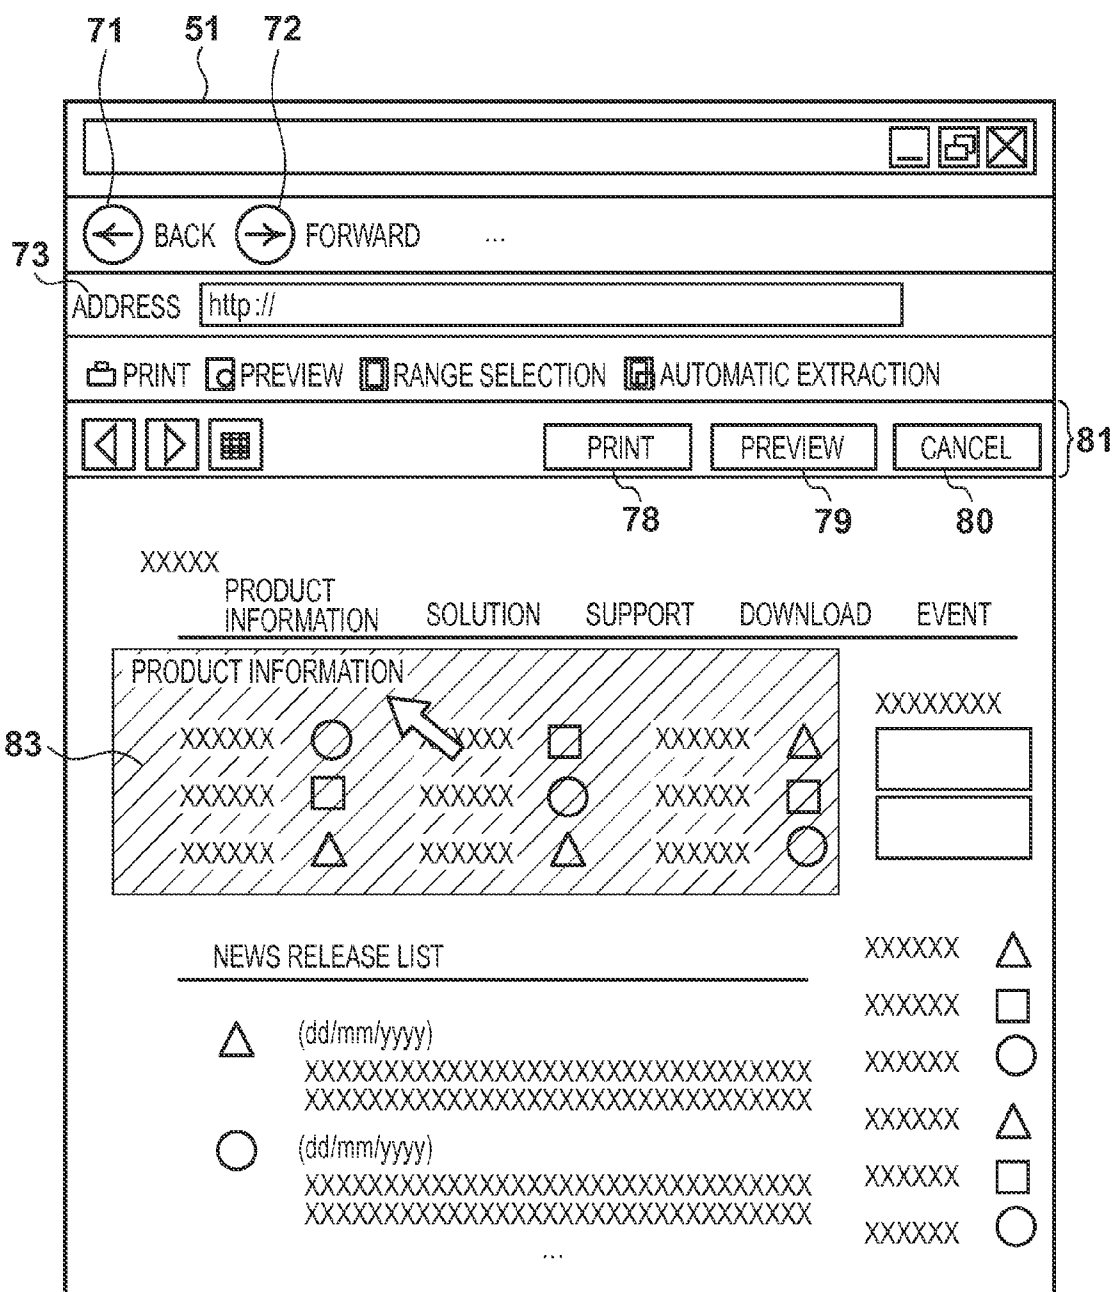 71 51 72
BACK FORWARD ...
73
ADDRESS http://
PRINT PREVIEW RANGE SELECTION AUTOMATIC EXTRACTION
PRINT PREVIEW CANCEL 81
78 79 80
XXXXX
PRODUCT
INFORMATION SOLUTION SUPPORT DOWNLOAD EVENT
PRODUCT INFORMATION
XXXXXXXX
83 XXXXXX XXXXXX XXXXXX
XXXXXX XXXXXX XXXXXX
XXXXXX XXXXXX XXXXXX
NEWS RELEASE LIST
XXXXXX
XXXXXX
(dd/mm/yyyy)
XXXXXXXXXXXXXXXXXXXXXXXXXXXXXXXX
XXXXXX
XXXXXXXXXXXXXXXXXXXXXXXXXXXXXXXX
XXXXXX
(dd/mm/yyyy)
XXXXXXXXXXXXXXXXXXXXXXXXXXXXXXXX
XXXXXX
XXXXXXXXXXXXXXXXXXXXXXXXXXXXXXXX
XXXXXX
...